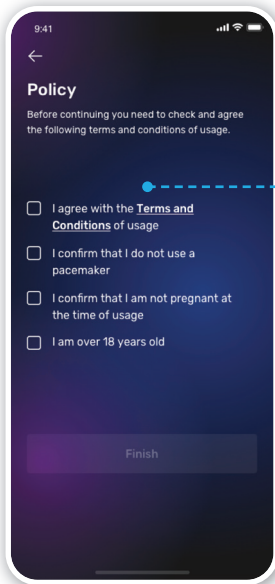 9:41
Policy
Before continuing you need to check and agree
the following terms and conditions of usage.
I agree with the Terms and
Conditions of usage
I confirm that I do not use a
pacemaker
I confirm that I am not pregnant at
the time of usage
I am over 18 years old
Finish